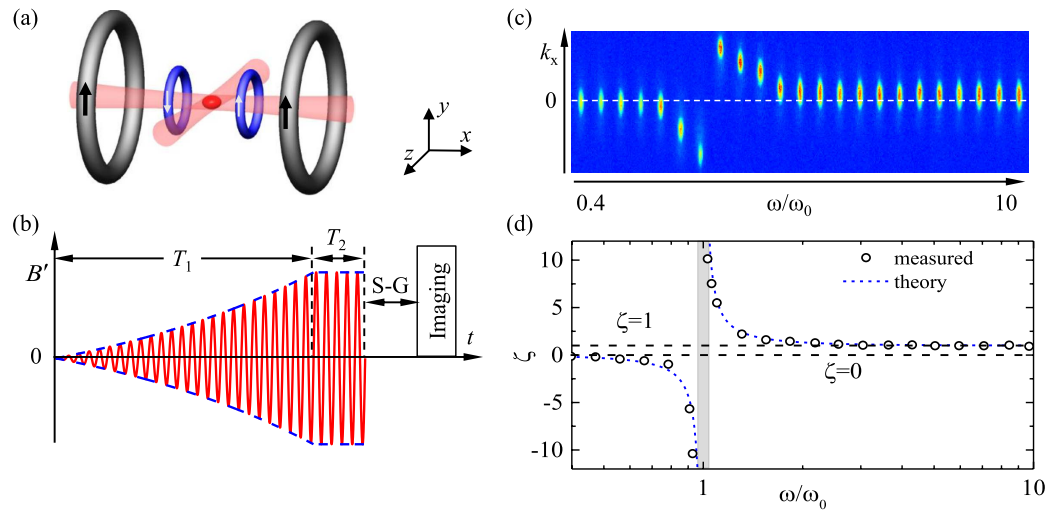 (a)
y
x
z
(b)
B′
T₁
T₂
S-G
Imaging
0
t
(c)
kₓ
0
0.4
ω/ω₀
10
(d)
10
5
0
-5
-10
ζ
ζ=1
ζ=0
measured
theory
1
ω/ω₀
10